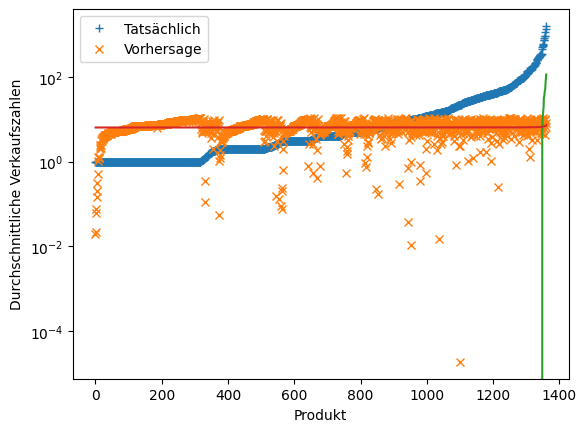 Tatsächlich
Vorhersage
10²
10⁰
10⁻²
10⁻⁴
Durchschnittliche Verkaufszahlen
0 200 400 600 800 1000 1200 1400
Produkt